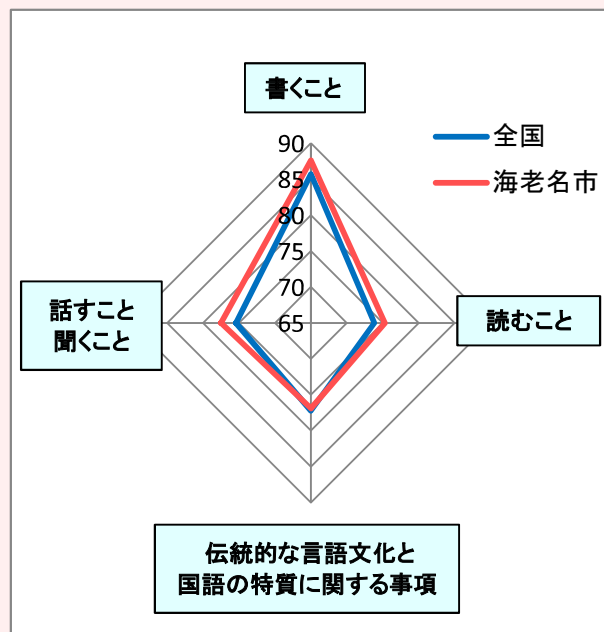 書くこと
全国
海老名市
90
85
80
75
70
65
話すこと
聞くこと
読むこと
伝統的な言語文化と
国語の特質に関する事項